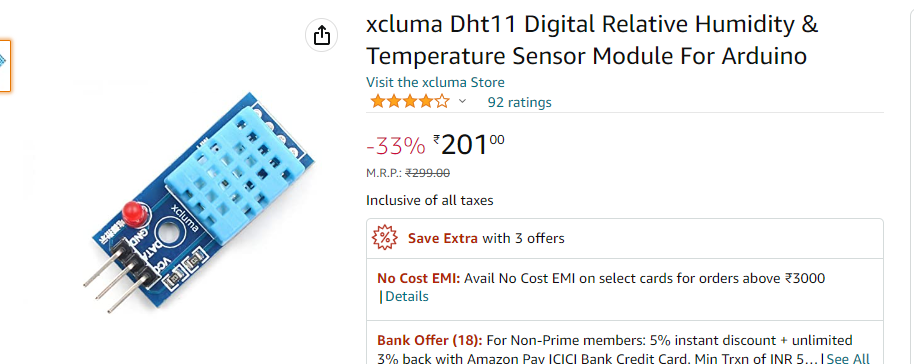 xcluma Dht11 Digital Relative Humidity &
Temperature Sensor Module For Arduino
Visit the xcluma Store
92 ratings
-33% ₹201⁰⁰
M.R.P.: ₹299.00
Inclusive of all taxes
Save Extra with 3 offers
No Cost EMI: Avail No Cost EMI on select cards for orders above ₹3000
|Details
Bank Offer (18): For Non-Prime members: 5% instant discount + unlimited
3% back with Amazon Pay ICICI Bank Credit Card. Min Trxn of INR 5... |See All
xcluma
GND
DATA
VCC